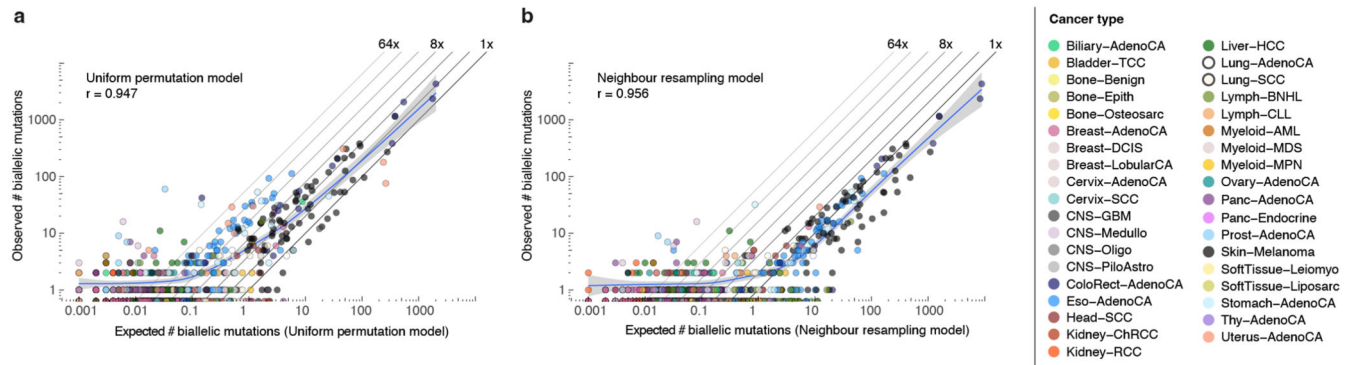 a
64x 8x 1x
Uniform permutation model
r = 0.947
Observed # biallelic mutations
1000
100
10
1
0.001 0.01 0.1 1 10 100 1000
Expected # biallelic mutations (Uniform permutation model)
b
64x 8x 1x
Neighbour resampling model
r = 0.956
Observed # biallelic mutations
1000
100
10
1
0.001 0.01 0.1 1 10 100 1000
Expected # biallelic mutations (Neighbour resampling model)
Cancer type
Biliary–AdenoCA
Bladder–TCC
Bone–Benign
Bone–Epith
Bone–Osteosarc
Breast–AdenoCA
Breast–DCIS
Breast–LobularCA
Cervix–AdenoCA
Cervix–SCC
CNS–GBM
CNS–Medullo
CNS–Oligo
CNS–PiloAstro
ColoRect–AdenoCA
Eso–AdenoCA
Head–SCC
Kidney–ChRCC
Kidney–RCC
Liver–HCC
Lung–AdenoCA
Lung–SCC
Lymph–BNHL
Lymph–CLL
Myeloid–AML
Myeloid–MDS
Myeloid–MPN
Ovary–AdenoCA
Panc–AdenoCA
Panc–Endocrine
Prost–AdenoCA
Skin–Melanoma
SoftTissue–Leiomyo
SoftTissue–Liposarc
Stomach–AdenoCA
Thy–AdenoCA
Uterus–AdenoCA